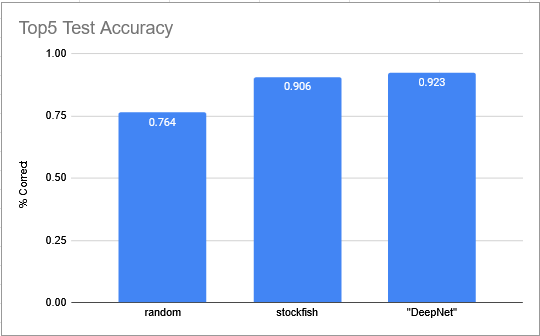 Top5 Test Accuracy
1.00
0.75
0.50
0.25
0.00
% Correct
0.764
0.906
0.923
random
stockfish
"DeepNet"